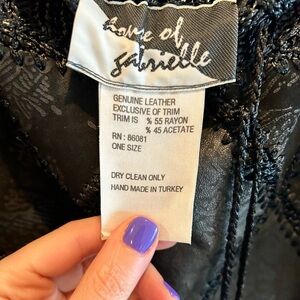 home of
gabrielle
GENUINE LEATHER
EXCLUSIVE OF TRIM
TRIM IS % 55 RAYON
% 45 ACETATE
RN : 86081
ONE SIZE
DRY CLEAN ONLY
HAND MADE IN TURKEY